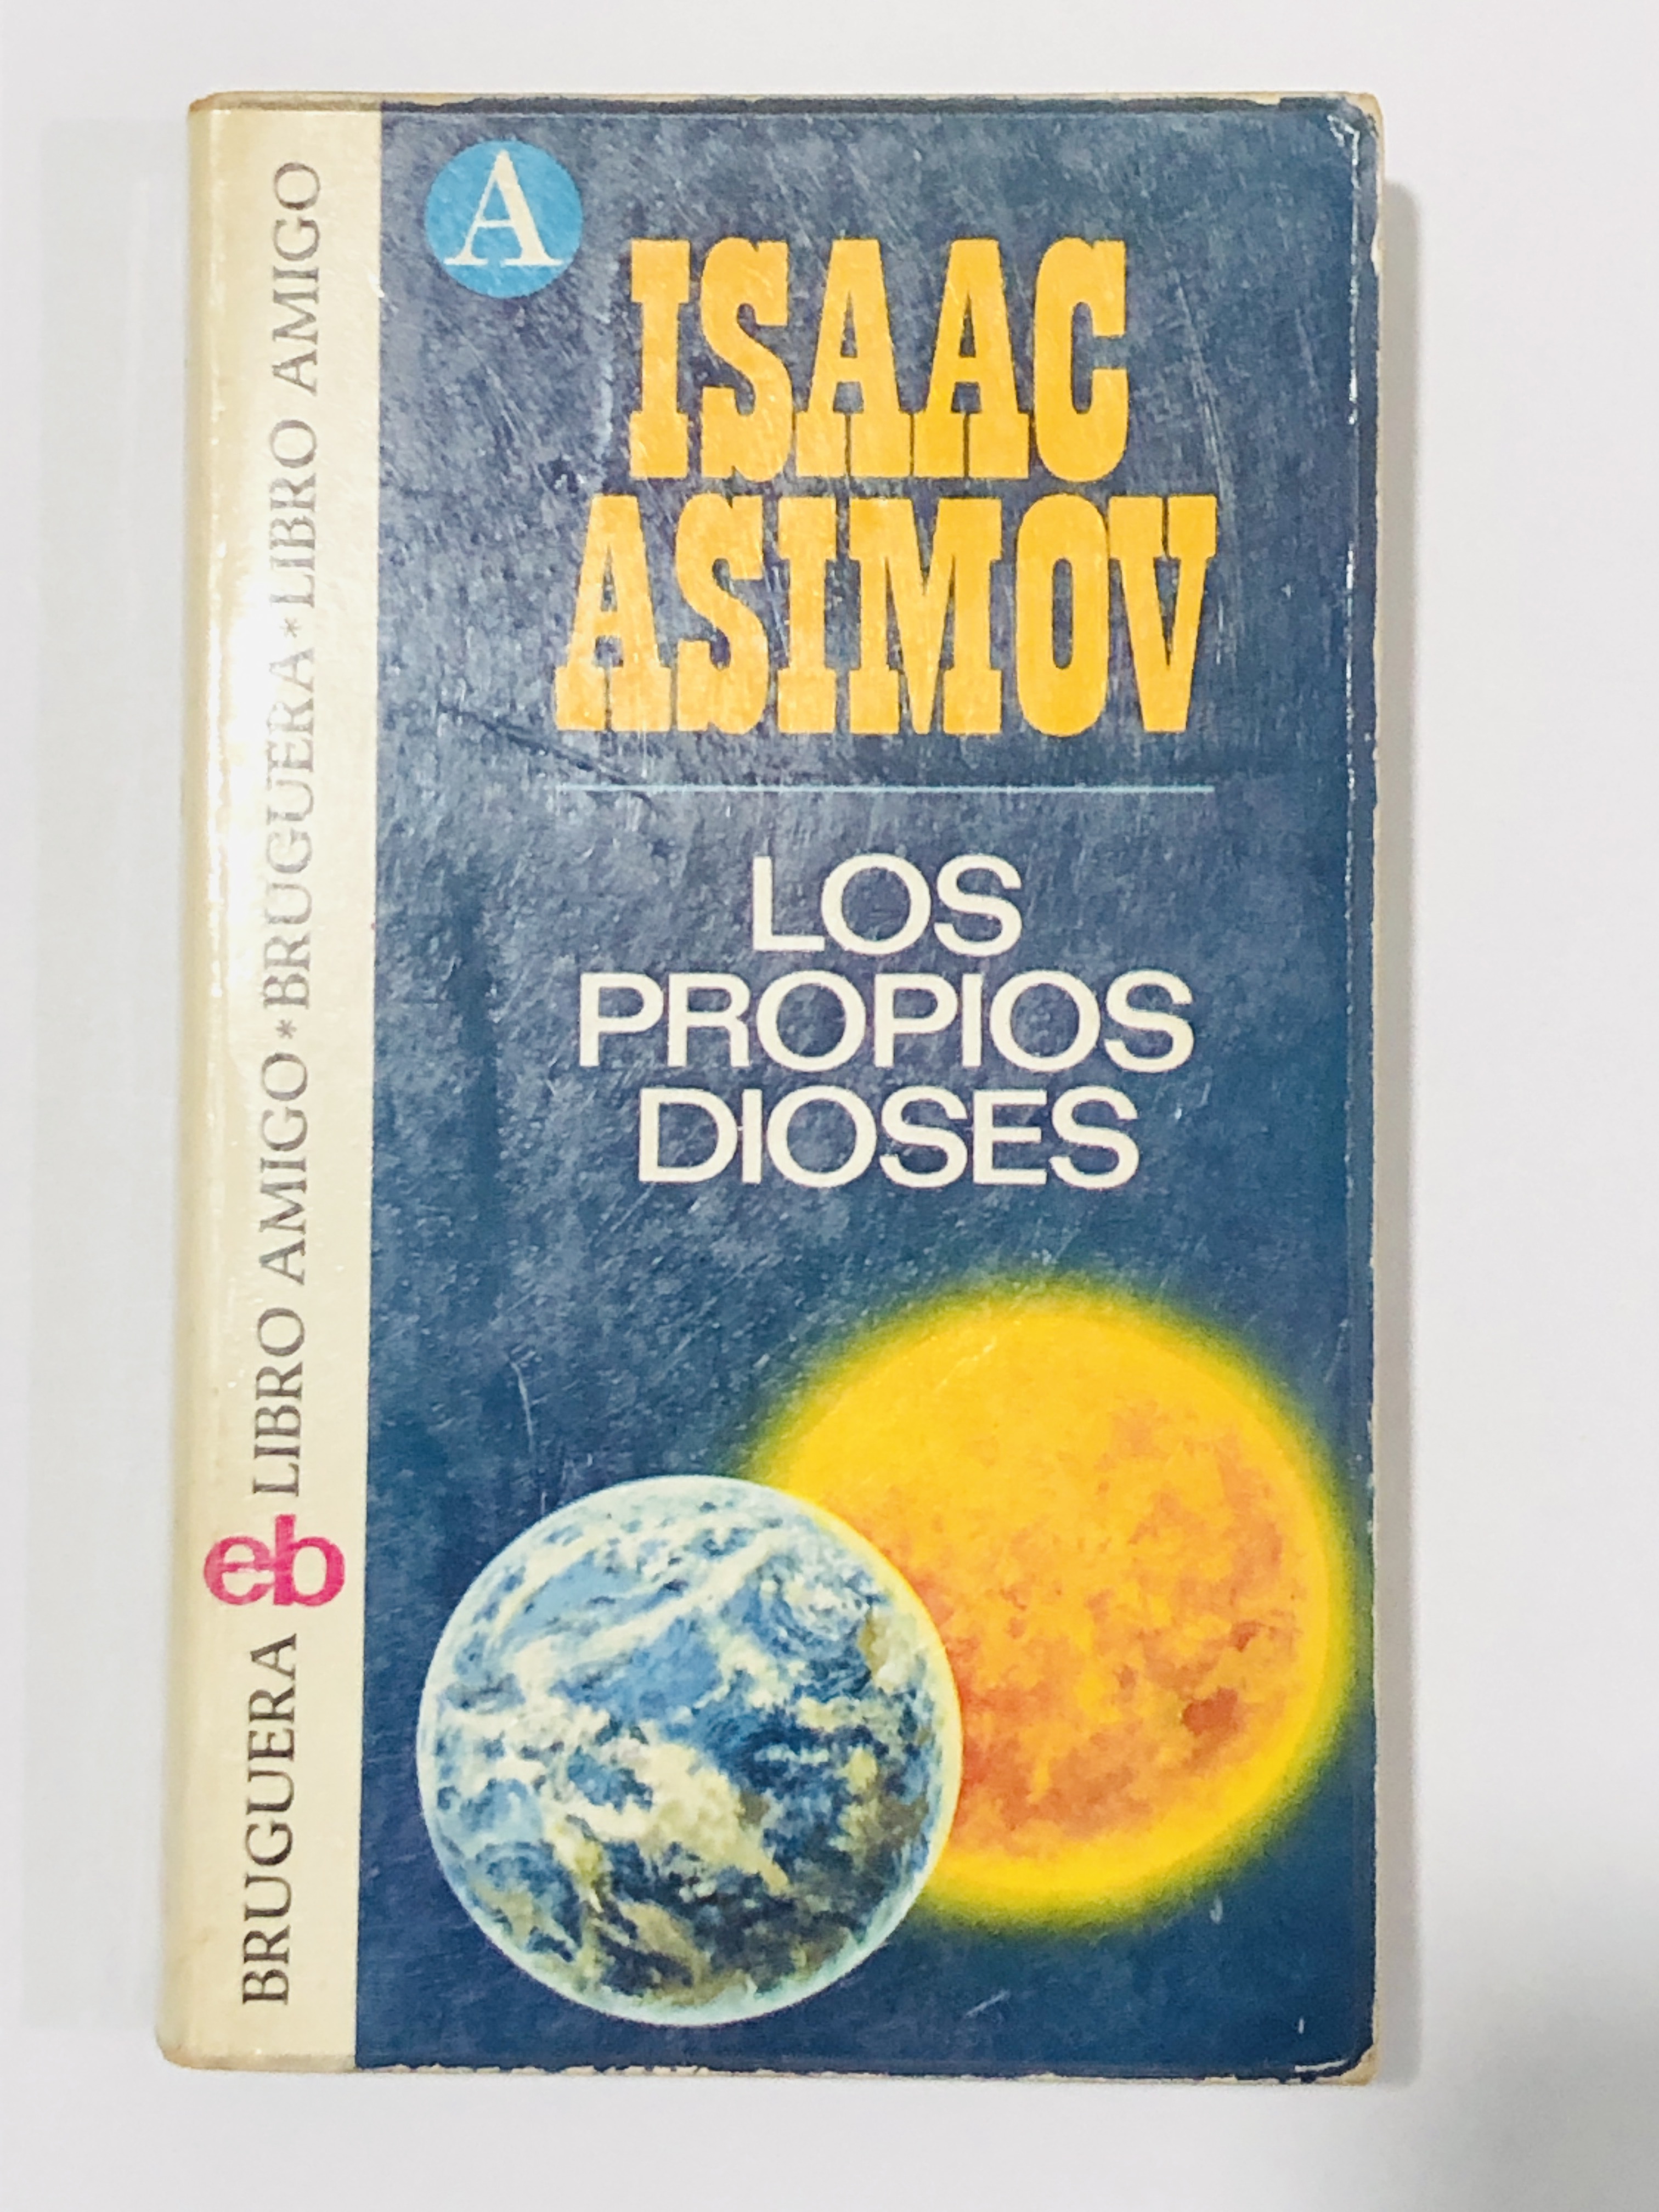 A
ISAAC
ASIMOV
LOS
PROPIOS
DIOSES
BRUGUERA eb LIBRO AMIGO*BRUGUERA*LIBRO AMIGO